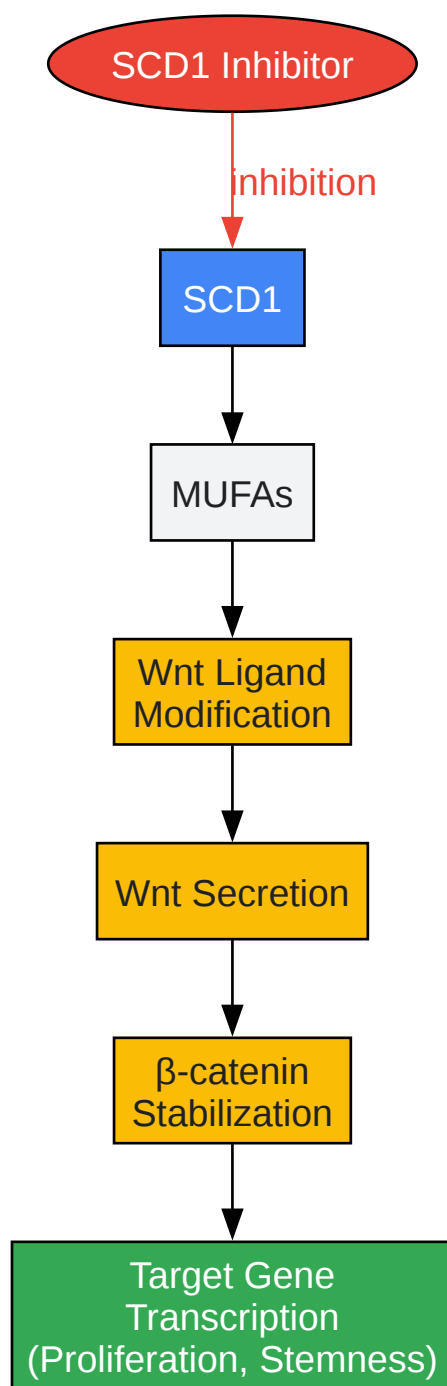 SCD1 Inhibitor
inhibition
SCD1
MUFAs
Wnt Ligand
Modification
Wnt Secretion
β-catenin
Stabilization
Target Gene
Transcription
(Proliferation, Stemness)